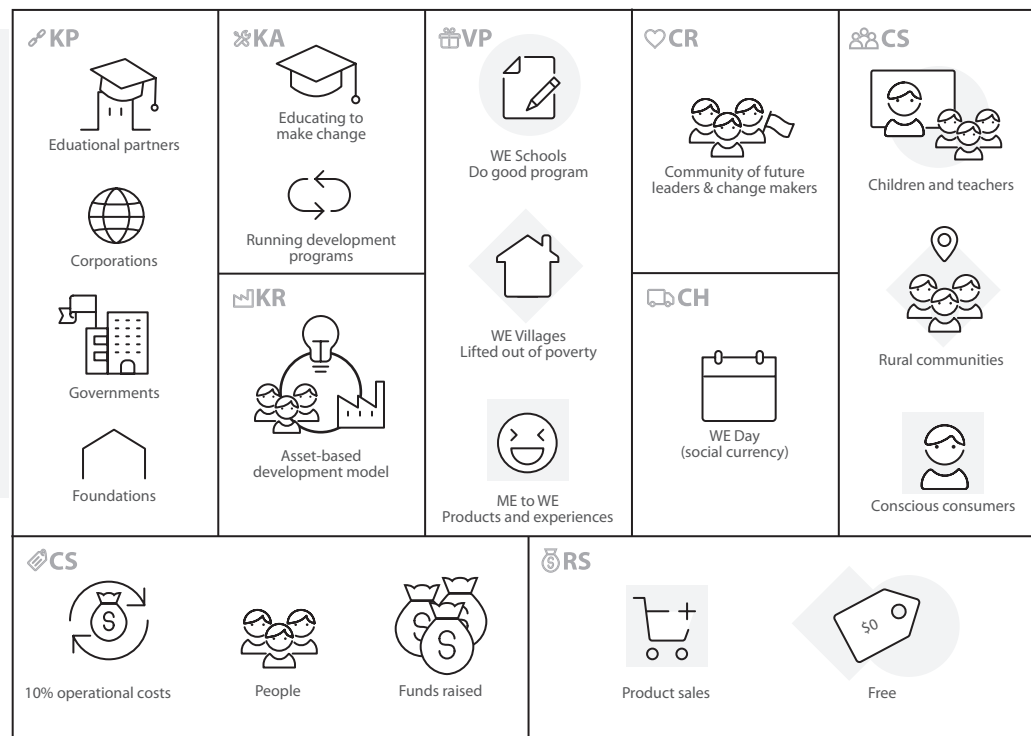 KP
Eduational partners
Corporations
Governments
Foundations
KA
Educating to
make change
Running development
programs
KR
Asset-based
development model
VP
WE Schools
Do good program
WE Villages
Lifted out of poverty
ME to WE
Products and experiences
CR
Community of future
leaders & change makers
CH
WE Day
(social currency)
CS
Children and teachers
Rural communities
Conscious consumers
CS
S
10% operational costs
People
S
S
S
Funds raised
RS
Product sales
$0
Free